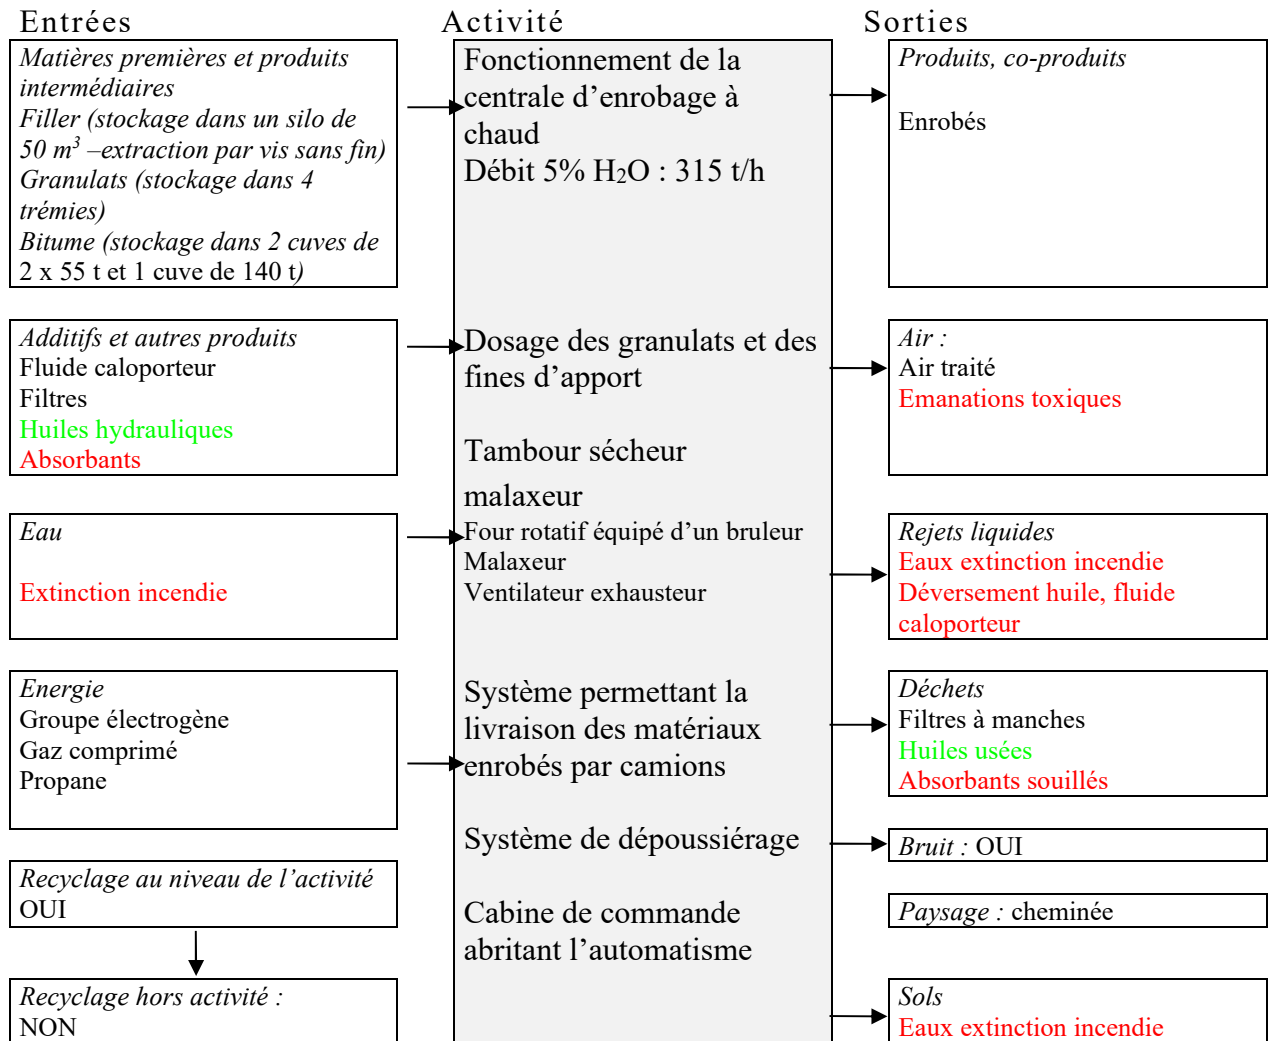 Entrées
Matières premières et produits
intermédiaires
Filler (stockage dans un silo de
50 m³ –extraction par vis sans fin)
Granulats (stockage dans 4
trémies)
Bitume (stockage dans 2 cuves de
2 x 55 t et 1 cuve de 140 t)
Additifs et autres produits
Fluide caloporteur
Filtres
Huiles hydrauliques
Absorbants
Eau
Extinction incendie
Energie
Groupe électrogène
Gaz comprimé
Propane
Recyclage au niveau de l’activité
OUI
Recyclage hors activité :
NON
Activité
Fonctionnement de la
centrale d’enrobage à
chaud
Débit 5% H₂O : 315 t/h
Dosage des granulats et des
fines d’apport
Tambour sécheur
malaxeur
Four rotatif équipé d’un bruleur
Malaxeur
Ventilateur exhausteur
Système permettant la
livraison des matériaux
enrobés par camions
Système de dépoussiérage
Cabine de commande
abritant l’automatisme
Sorties
Produits, co-produits
Enrobés
Air :
Air traité
Emanations toxiques
Rejets liquides
Eaux extinction incendie
Déversement huile, fluide
caloporteur
Déchets
Filtres à manches
Huiles usées
Absorbants souillés
Bruit : OUI
Paysage : cheminée
Sols
Eaux extinction incendie